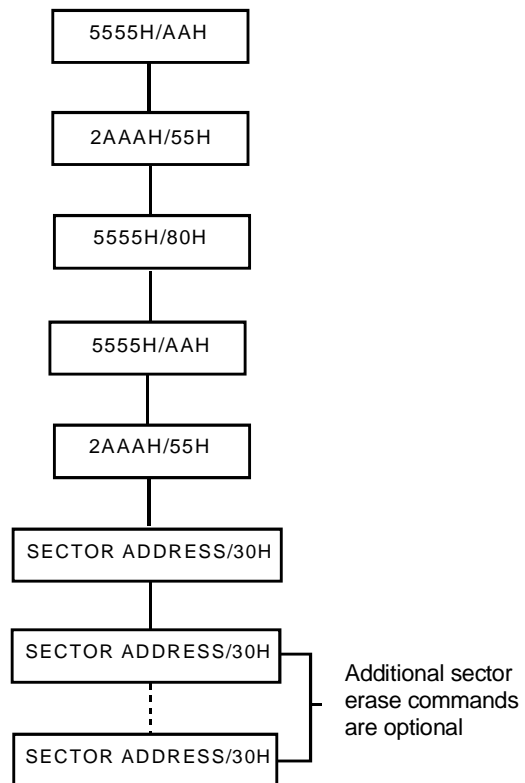 5555H/AAH
2AAAH/55H
5555H/80H
5555H/AAH
2AAAH/55H
SECTOR ADDRESS/30H
SECTOR ADDRESS/30H
Additional sector
erase commands
are optional
SECTOR ADDRESS/30H